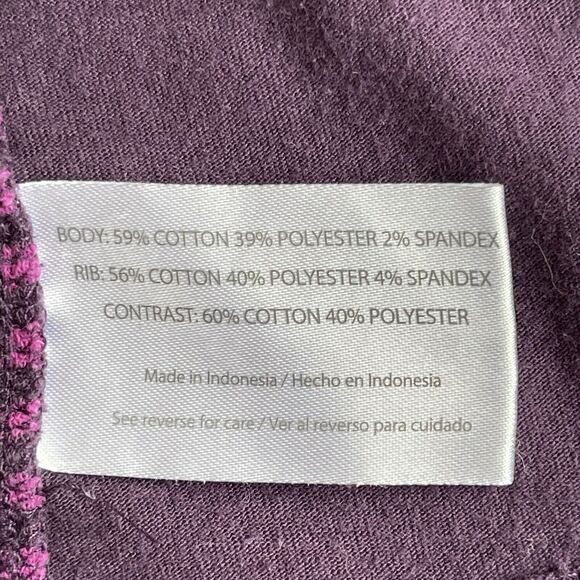 BODY: 59% COTTON 39% POLYESTER 2% SPANDEX
RIB: 56% COTTON 40% POLYESTER 4% SPANDEX
CONTRAST: 60% COTTON 40% POLYESTER
Made in Indonesia / Hecho en Indonesia
See reverse for care / Ver al reverso para cuidado